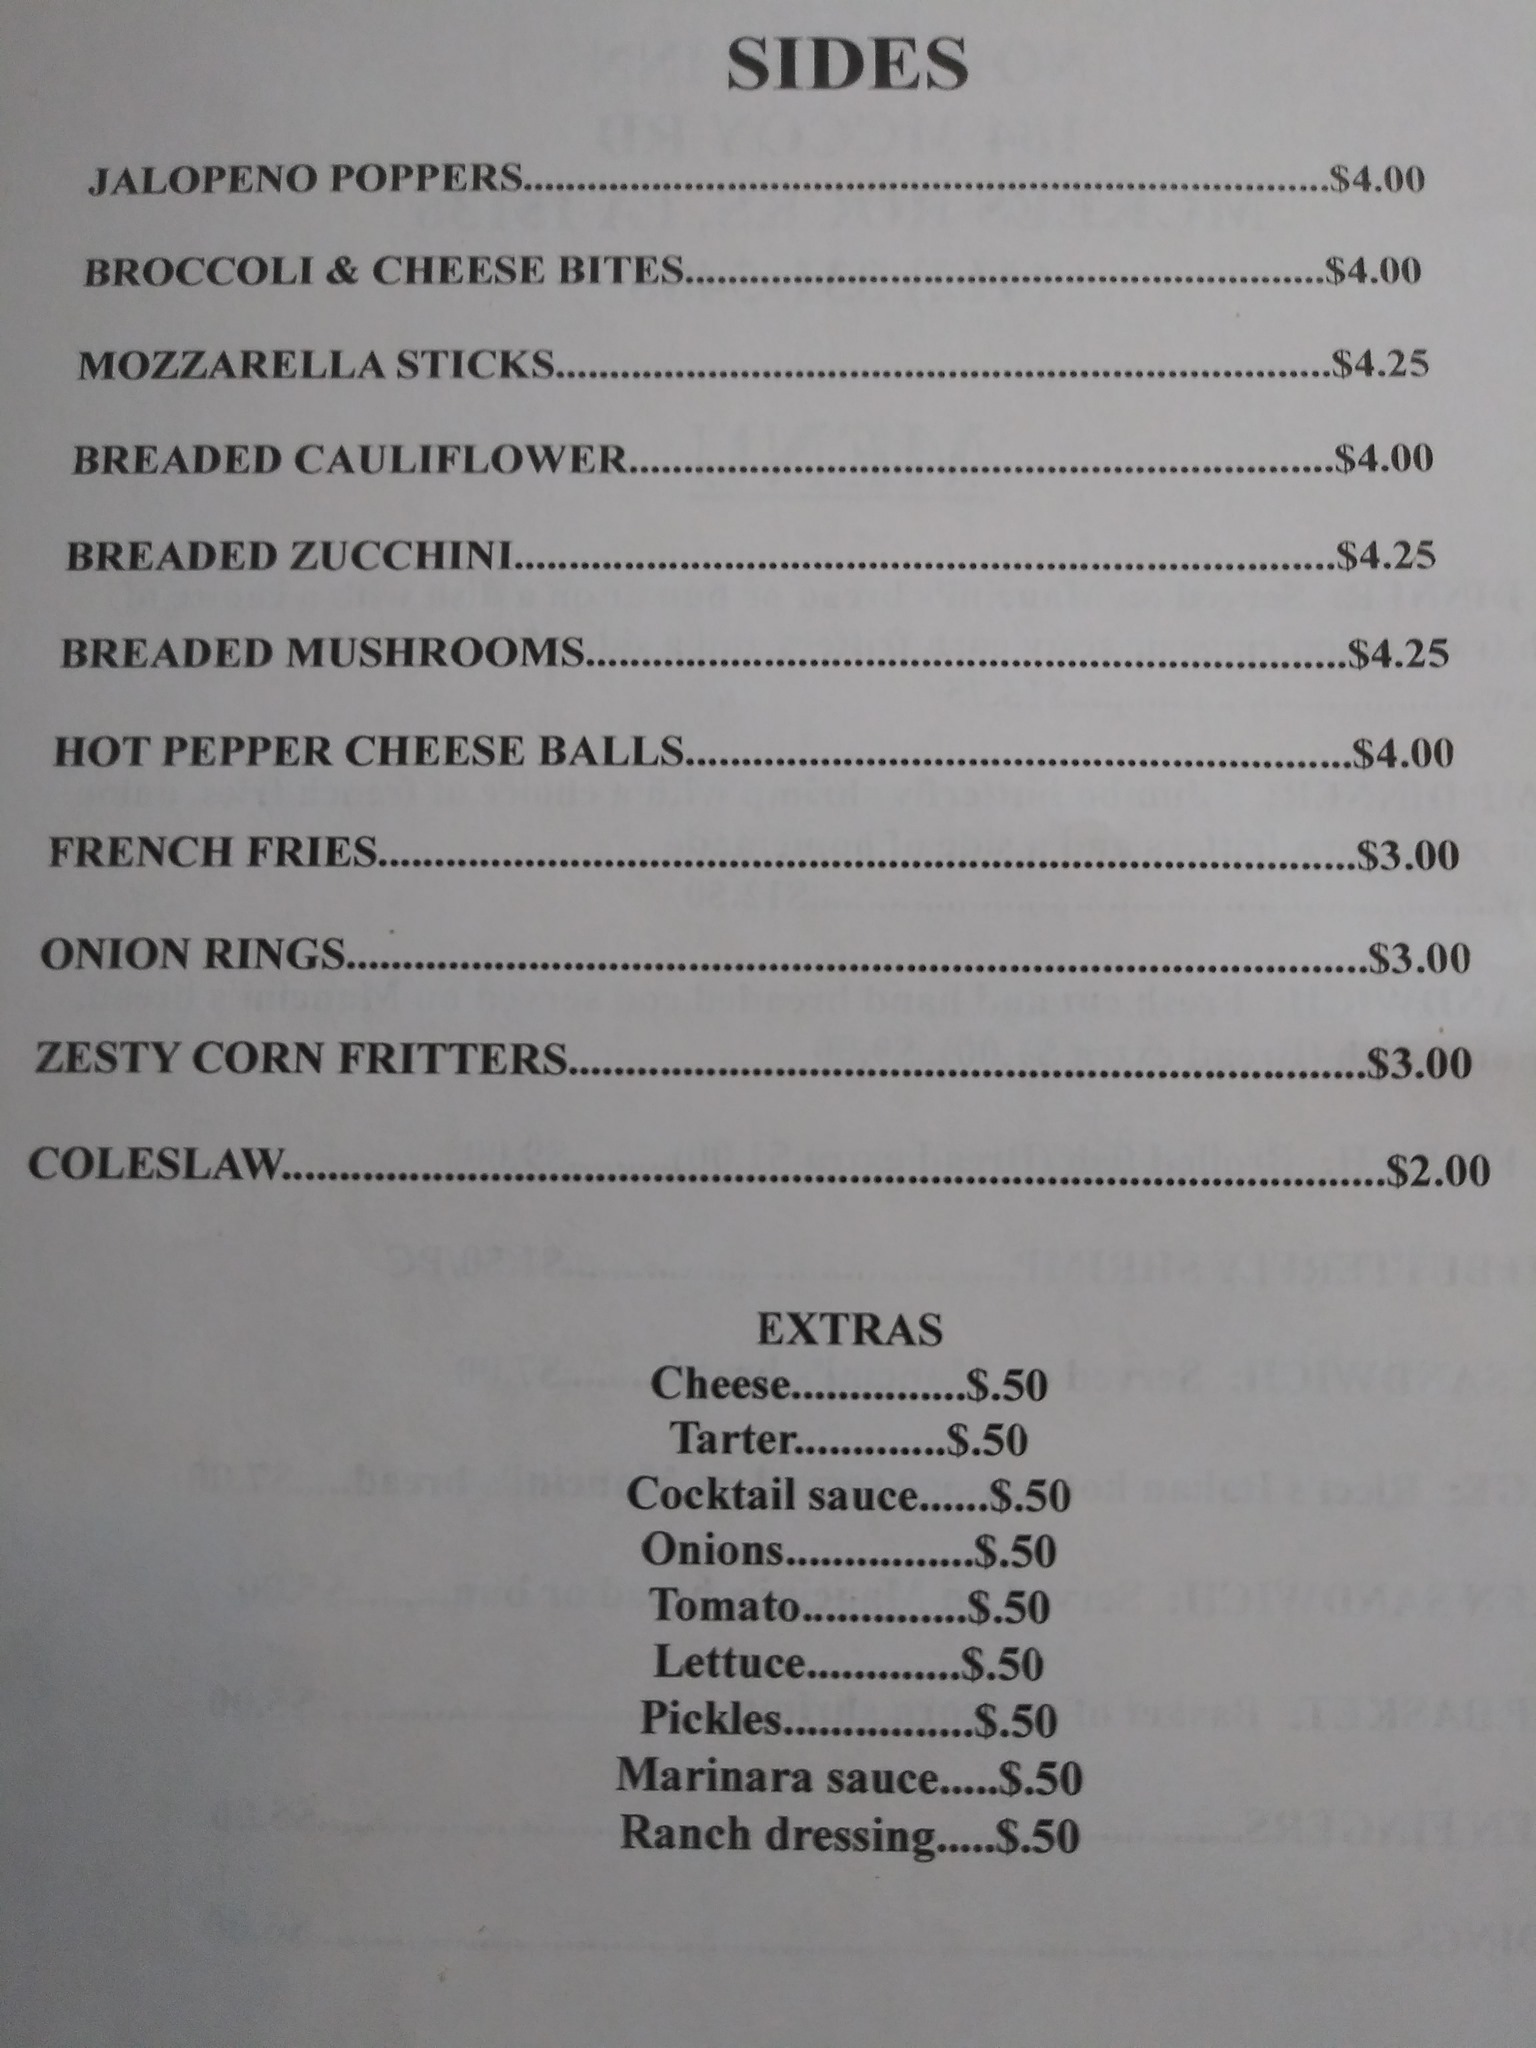 SIDES
JALOPENO POPPERS..........................................................................$4.00
BROCCOLI & CHEESE BITES...........................................................$4.00
MOZZARELLA STICKS.......................................................................$4.25
BREADED CAULIFLOWER.................................................................$4.00
BREADED ZUCCHINI...........................................................................$4.25
BREADED MUSHROOMS.....................................................................$4.25
HOT PEPPER CHEESE BALLS............................................................$4.00
FRENCH FRIES.......................................................................................$3.00
ONION RINGS..........................................................................................$3.00
ZESTY CORN FRITTERS......................................................................$3.00
COLESLAW................................................................................................$2.00
EXTRAS
Cheese...............$.50
Tarter.............$.50
Cocktail sauce......$.50
Onions................$.50
Tomato..............$.50
Lettuce.............$.50
Pickles................$.50
Marinara sauce.....$.50
Ranch dressing.....$.50